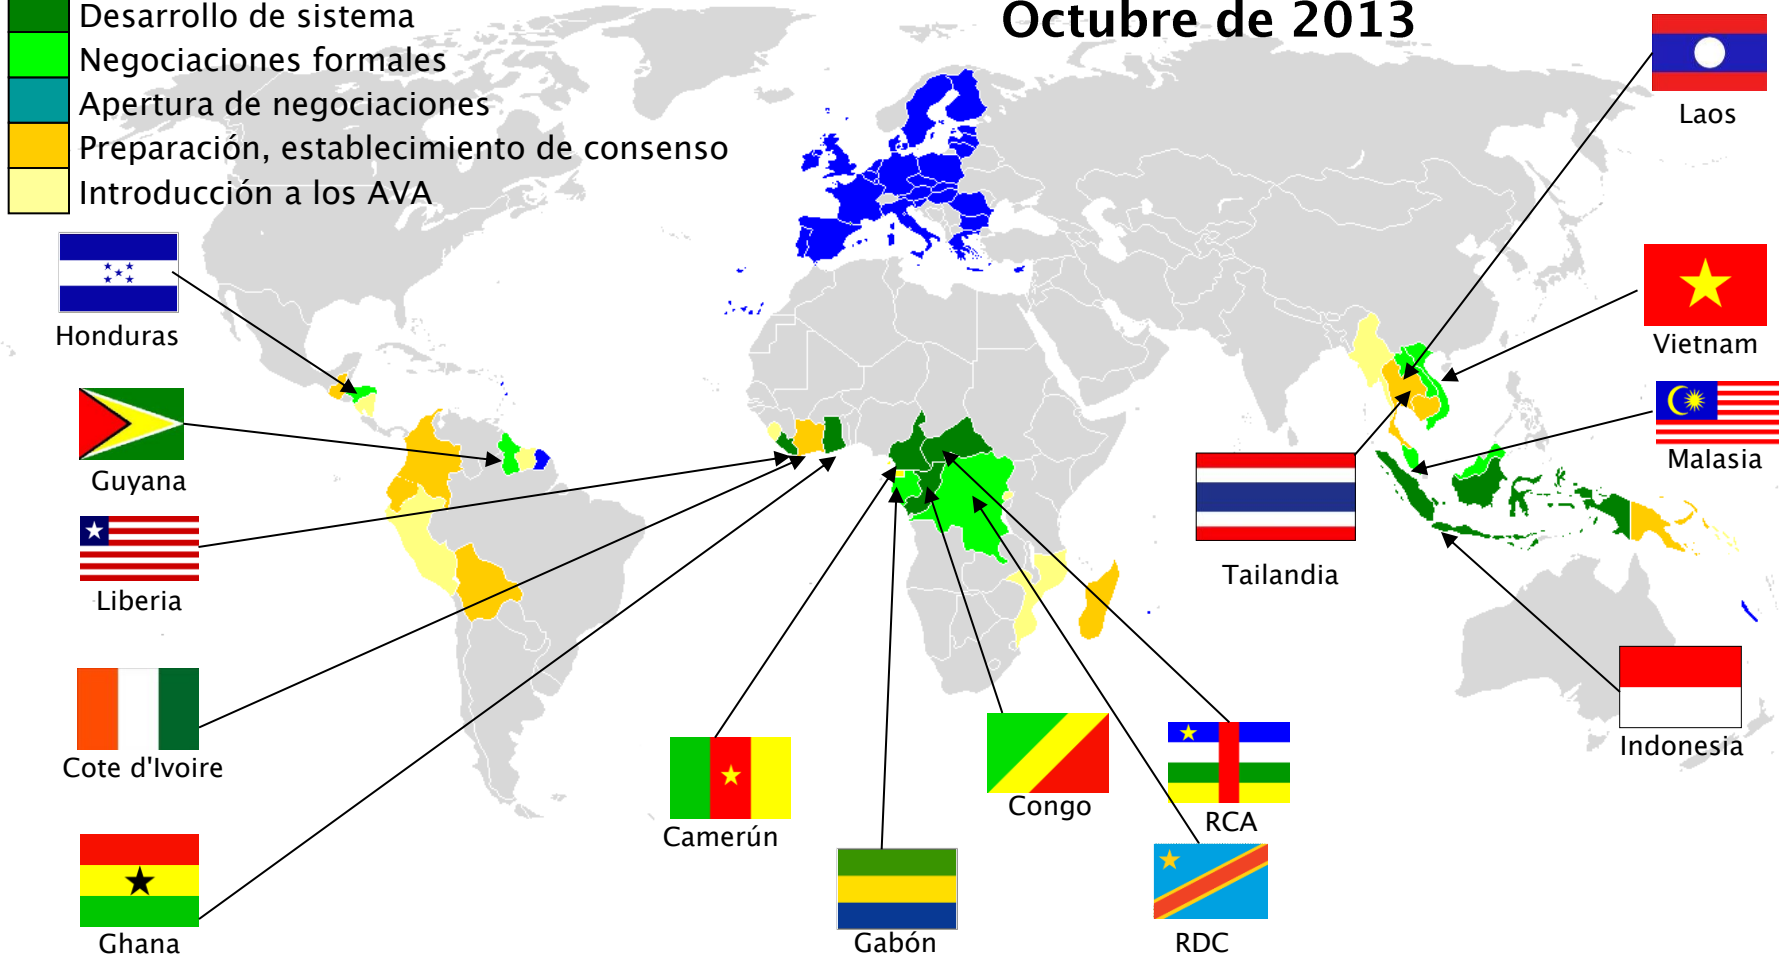 Octubre de 2013
Desarrollo de sistema
Negociaciones formales
Apertura de negociaciones
Preparación, establecimiento de consenso
Introducción a los AVA
Laos
Honduras
Vietnam
Guyana
Malasia
Liberia
Tailandia
Cote d'Ivoire
Indonesia
Camerún
Congo
RCA
Ghana
Gabón
RDC